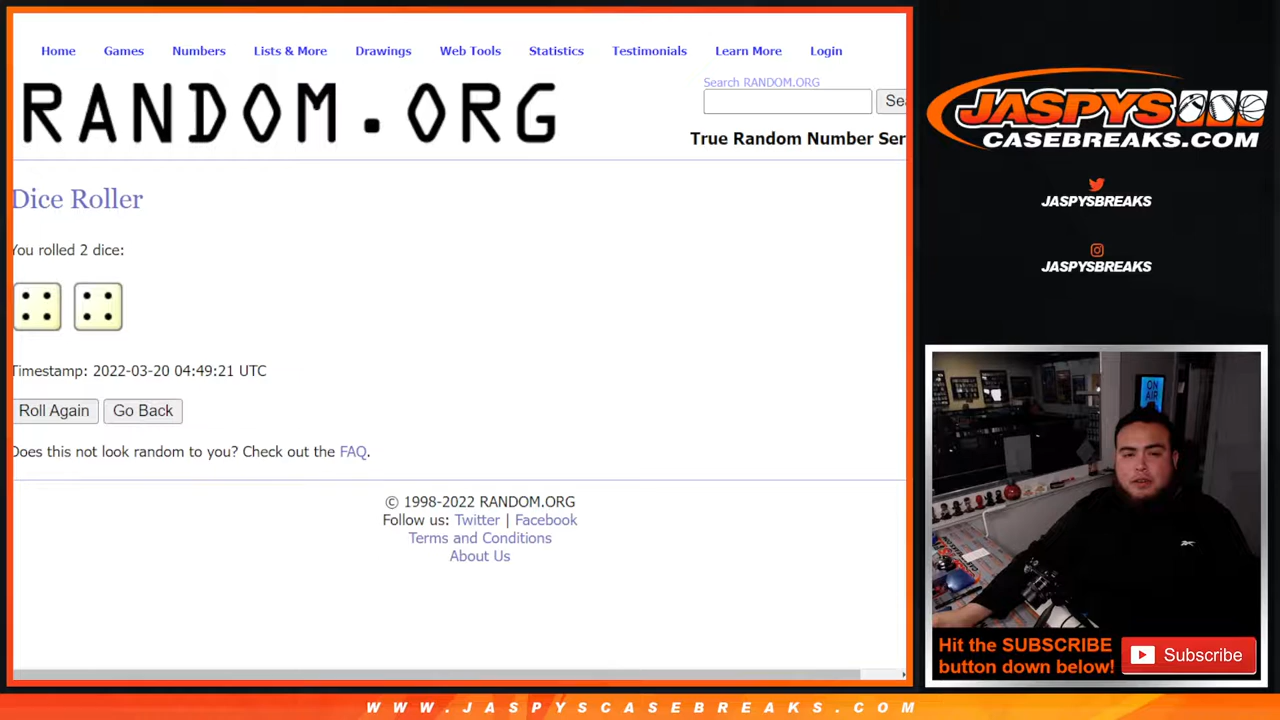 Home Games Numbers Lists & More Drawings Web Tools Statistics Testimonials Learn More Login
RANDOM.ORG
Search RANDOM.ORG
True Random Number Ser
Dice Roller
You rolled 2 dice:
Timestamp: 2022-03-20 04:49:21 UTC
Roll Again Go Back
Does this not look random to you? Check out the FAQ.
© 1998-2022 RANDOM.ORG
Follow us: Twitter | Facebook
Terms and Conditions
About Us
JASPYS
CASEBREAKS.COM
JASPYSBREAKS
JASPYSBREAKS
ON
AIR
Hit the SUBSCRIBE
button down below!
Subscribe
WWW.JASPYSCASEBREAKS.COM